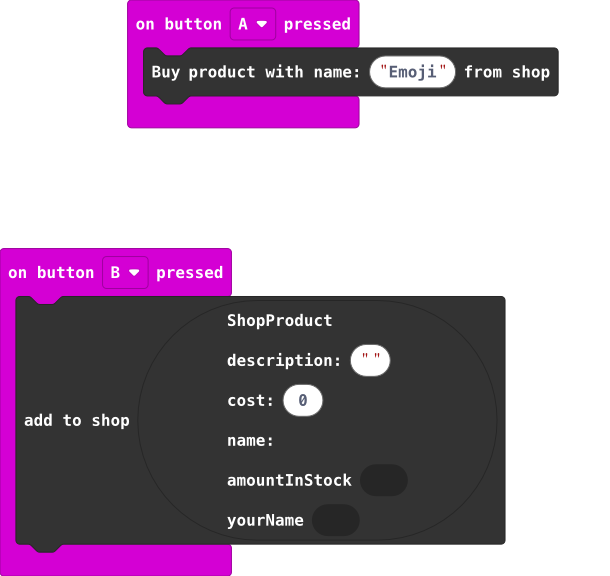 on button A pressed
Buy product with name: "Emoji" from shop
on button B pressed
add to shop
ShopProduct
description: " "
cost: 0
name:
amountInStock
yourName